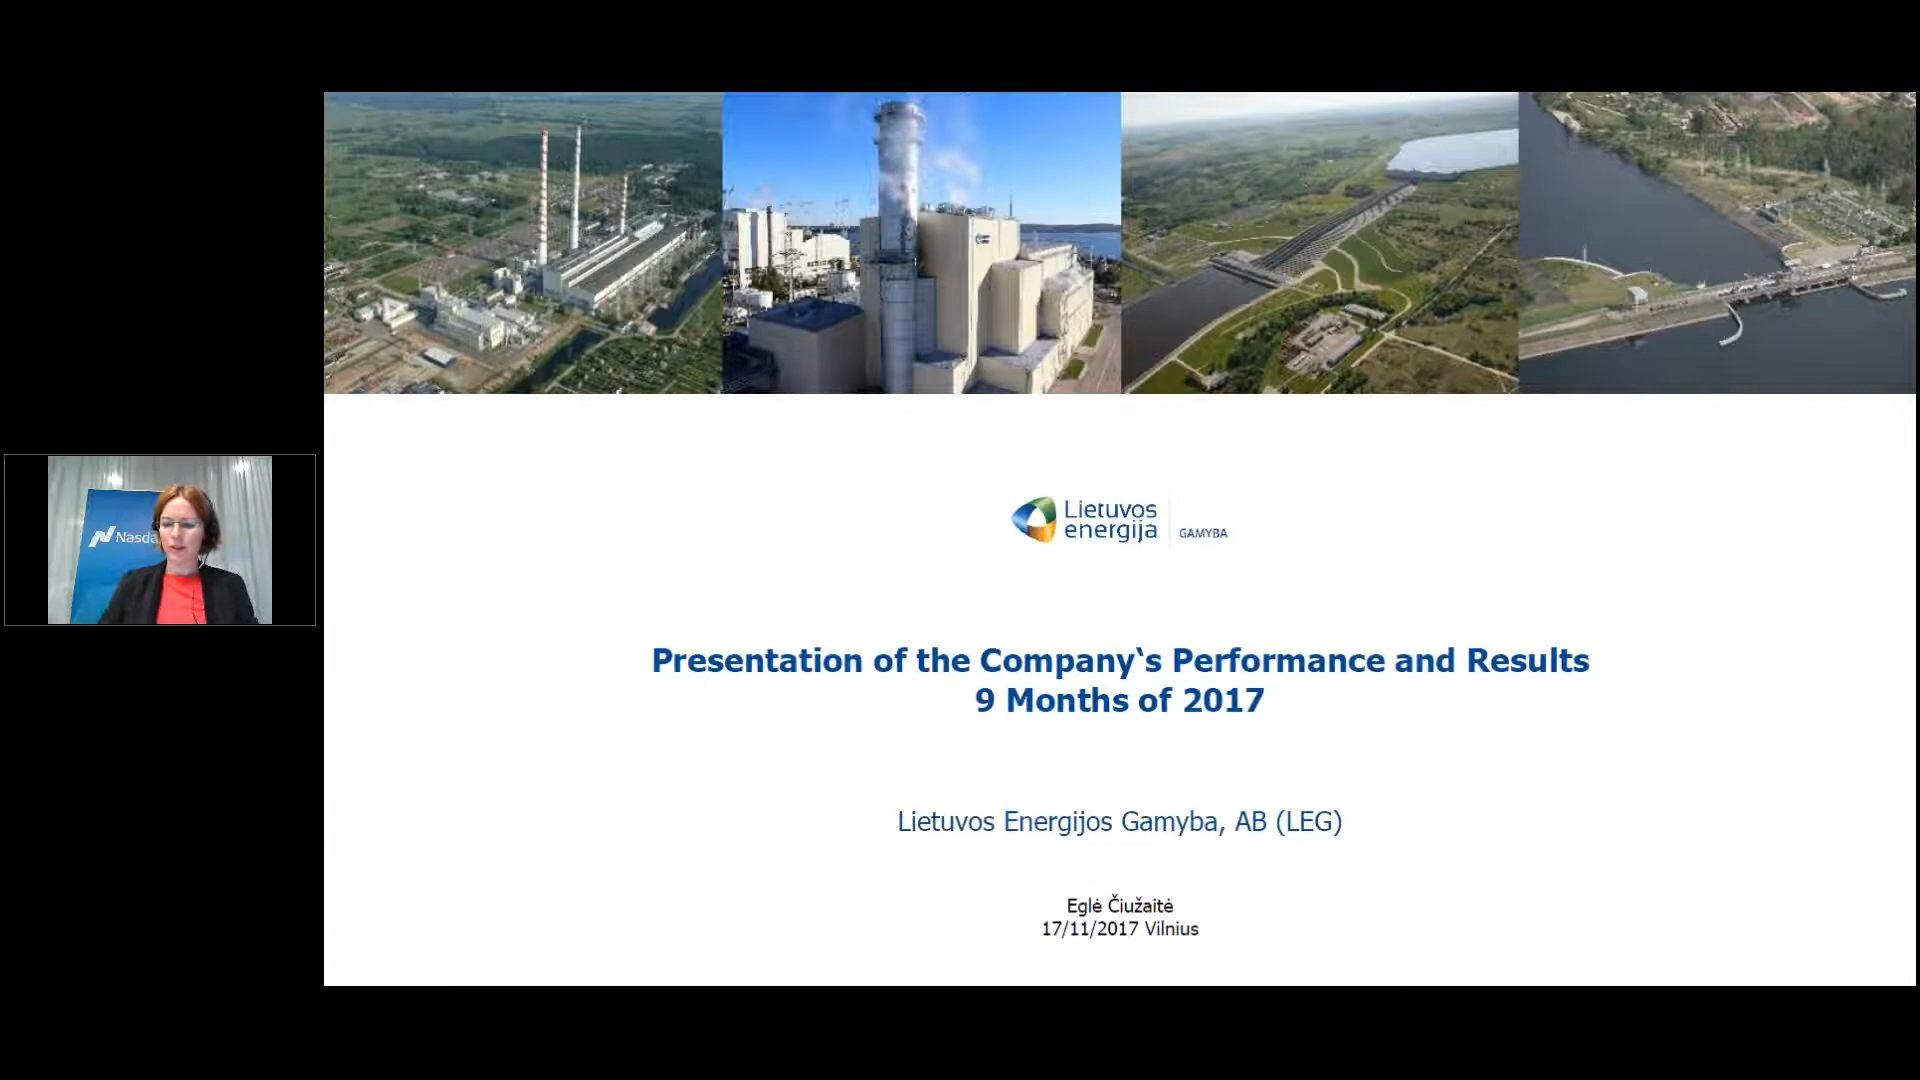 Nasda
Lietuvos
energija
GAMYBA
Presentation of the Company‘s Performance and Results
9 Months of 2017
Lietuvos Energijos Gamyba, AB (LEG)
Eglė Čiužaitė
17/11/2017 Vilnius